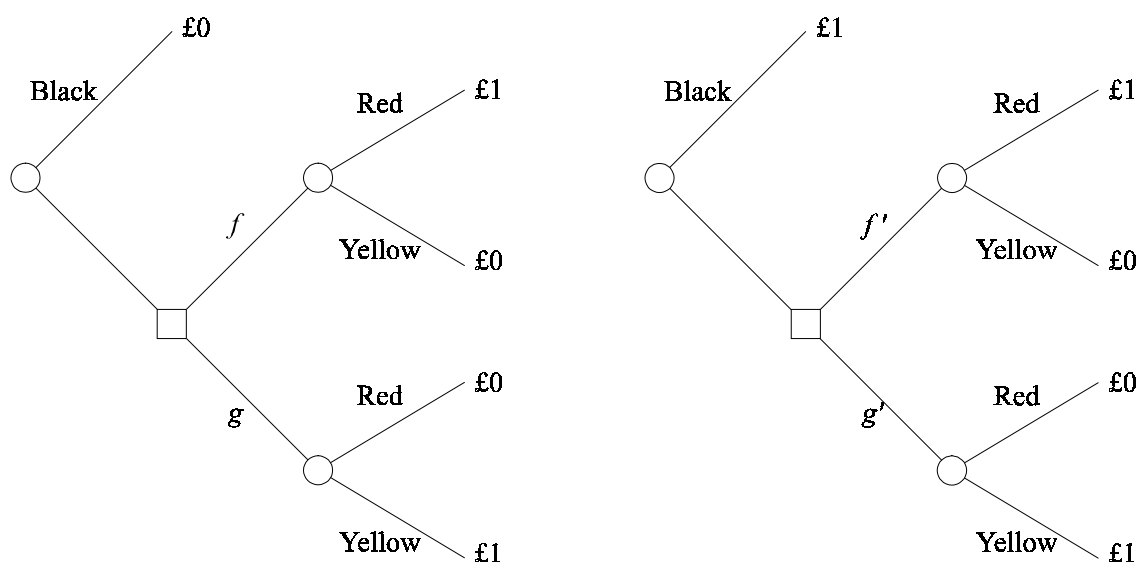 £0
Black
Red
£1
f
Yellow
£0
g
Red
£0
Yellow
£1
£1
Black
Red
£1
f'
Yellow
£0
g'
Red
£0
Yellow
£1